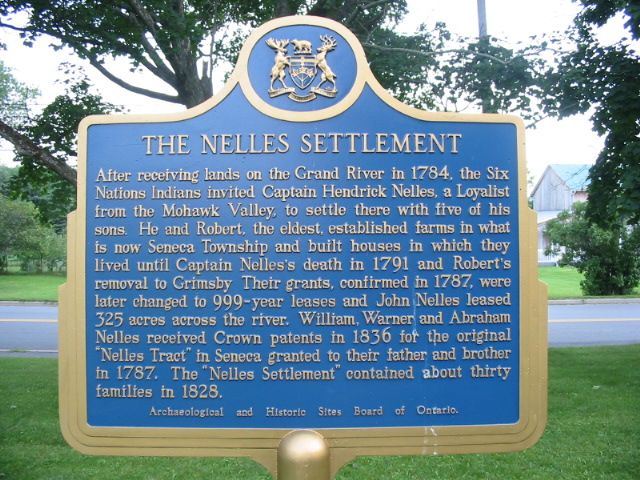 THE NELLES SETTLEMENT
After receiving lands on the Grand River in 1784, the Six
Nations Indians invited Captain Hendrick Nelles, a Loyalist
from the Mohawk Valley, to settle there with five of his
sons. He and Robert, the eldest, established farms in what
is now Seneca Township and built houses in which they
lived until Captain Nelles's death in 1791 and Robert's
removal to Grimsby Their grants, confirmed in 1787, were
later changed to 999-year leases and John Nelles leased
325 acres across the river. William, Warner and Abraham
Nelles received Crown patents in 1836 for the original
"Nelles Tract" in Seneca granted to their father and brother
in 1787. The "Nelles Settlement" contained about thirty
families in 1828.
Archaeological and Historic Sites Board of Ontario.